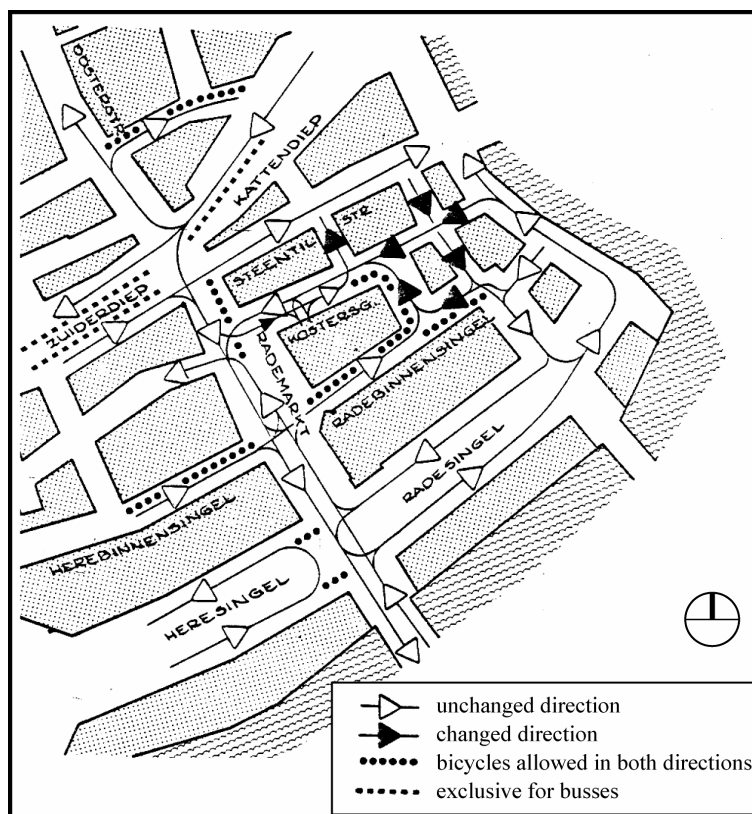 OOSTERSTR.
KATTENDIEP
STEENTIL
STR
ZUIDERDIEP
KOSTERSG.
RADEMARKT
RADEBINNENSINGEL
RADESINGEL
HEREBINNENSINGEL
HERESINGEL
unchanged direction
changed direction
bicycles allowed in both directions
exclusive for busses